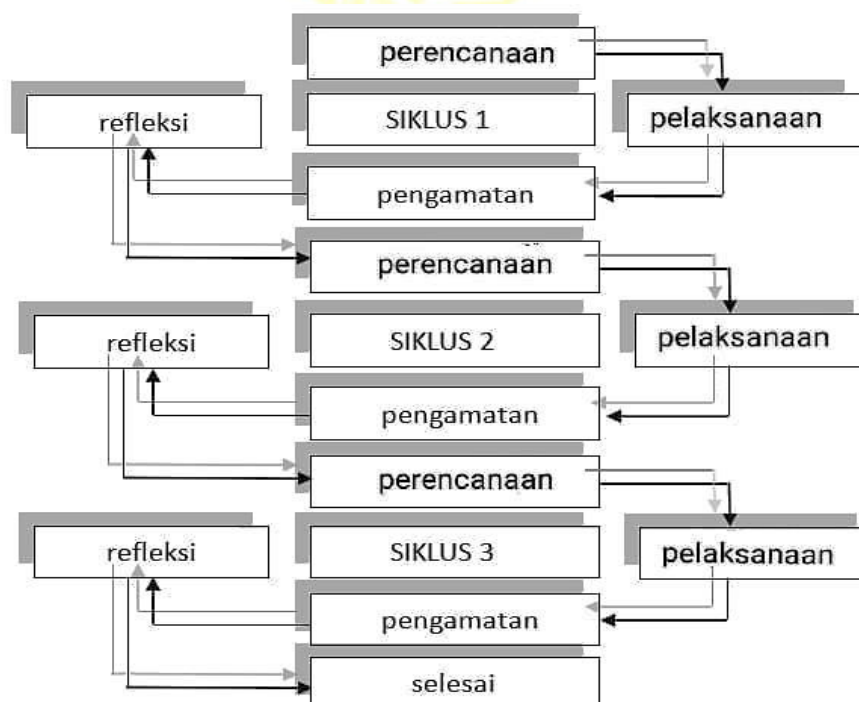 perencanaan
refleksi
SIKLUS 1
pelaksanaan
pengamatan
perencanaan
refleksi
SIKLUS 2
pelaksanaan
pengamatan
perencanaan
refleksi
SIKLUS 3
pelaksanaan
pengamatan
selesai